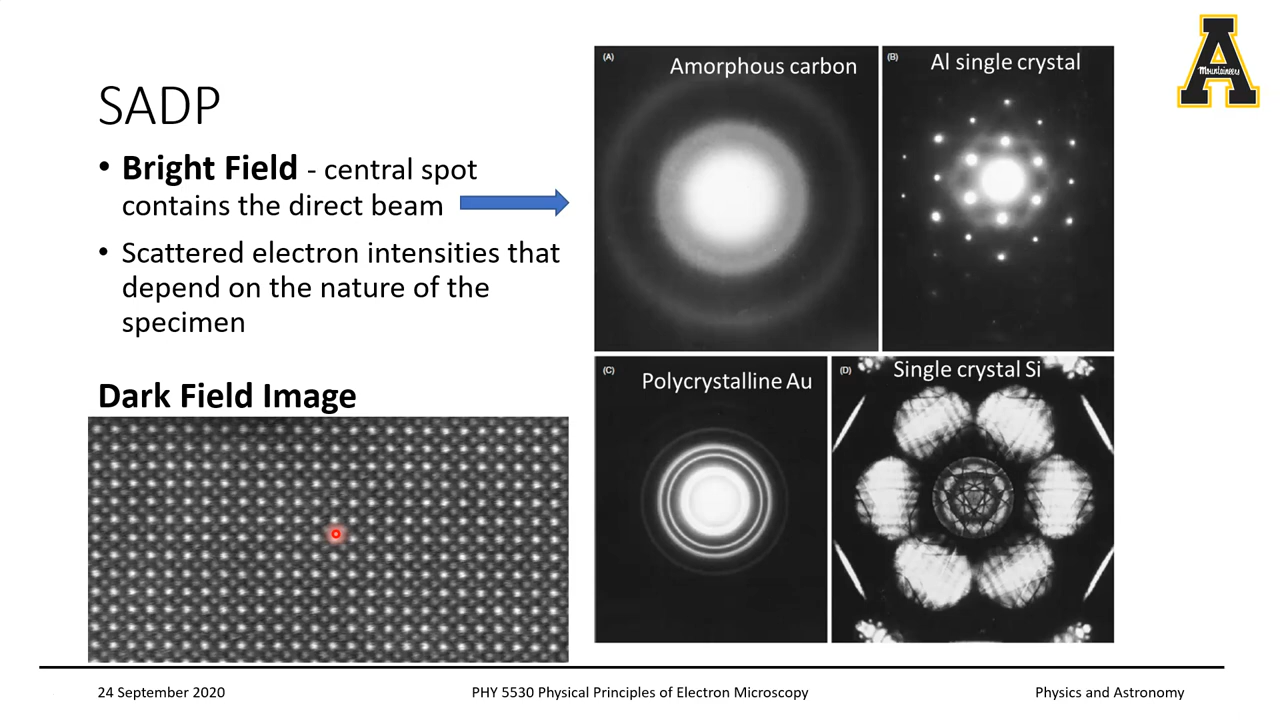 SADP
• Bright Field - central spot
contains the direct beam
• Scattered electron intensities that
depend on the nature of the
specimen
Dark Field Image
(A) Amorphous carbon
(B) Al single crystal
(C) Polycrystalline Au
(D) Single crystal Si
A
Mountaineers
24 September 2020
PHY 5530 Physical Principles of Electron Microscopy
Physics and Astronomy